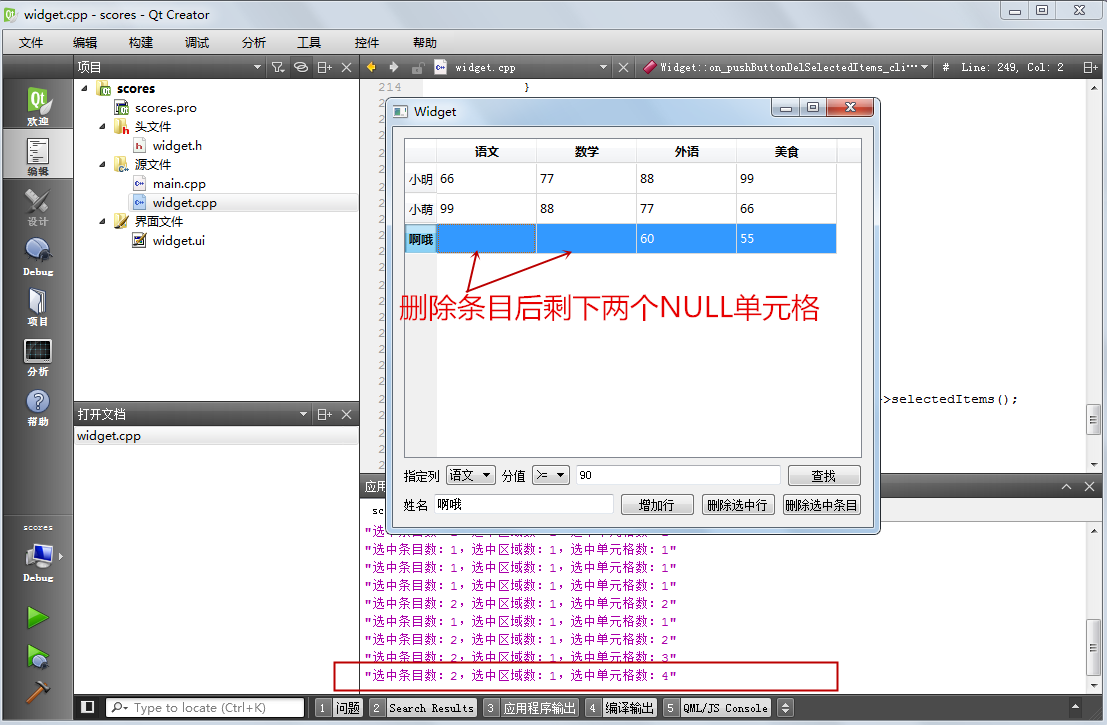 widget.cpp - scores - Qt Creator
文件 编辑 构建 调试 分析 工具 控件 帮助
项目
widget.cpp
Widget::on_pushButtonDelSelectedItems_cli···
# Line: 249, Col: 2
欢迎
编辑
设计
Debug
项目
分析
帮助
scores
Debug
scores
scores.pro
头文件
widget.h
源文件
main.cpp
widget.cpp
界面文件
widget.ui
打开文档
widget.cpp
214 }
>selectedItems();
Widget
语文 数学 外语 美食
小明 66 77 88 99
小萌 99 88 77 66
啊哦 60 55
删除条目后剩下两个NULL单元格
指定列 语文 分值 >= 90 查找
姓名 啊哦 增加行 删除选中行 删除选中条目
"选中条目数: 1, 选中区域数: 1, 选中单元格数: 1"
"选中条目数: 1, 选中区域数: 1, 选中单元格数: 1"
"选中条目数: 1, 选中区域数: 1, 选中单元格数: 1"
"选中条目数: 2, 选中区域数: 1, 选中单元格数: 2"
"选中条目数: 1, 选中区域数: 1, 选中单元格数: 1"
"选中条目数: 2, 选中区域数: 1, 选中单元格数: 2"
"选中条目数: 2, 选中区域数: 1, 选中单元格数: 3"
"选中条目数: 2, 选中区域数: 1, 选中单元格数: 4"
Type to locate (Ctrl+K)
1 问题 2 Search Results 3 应用程序输出 4 编译输出 5 QML/JS Console